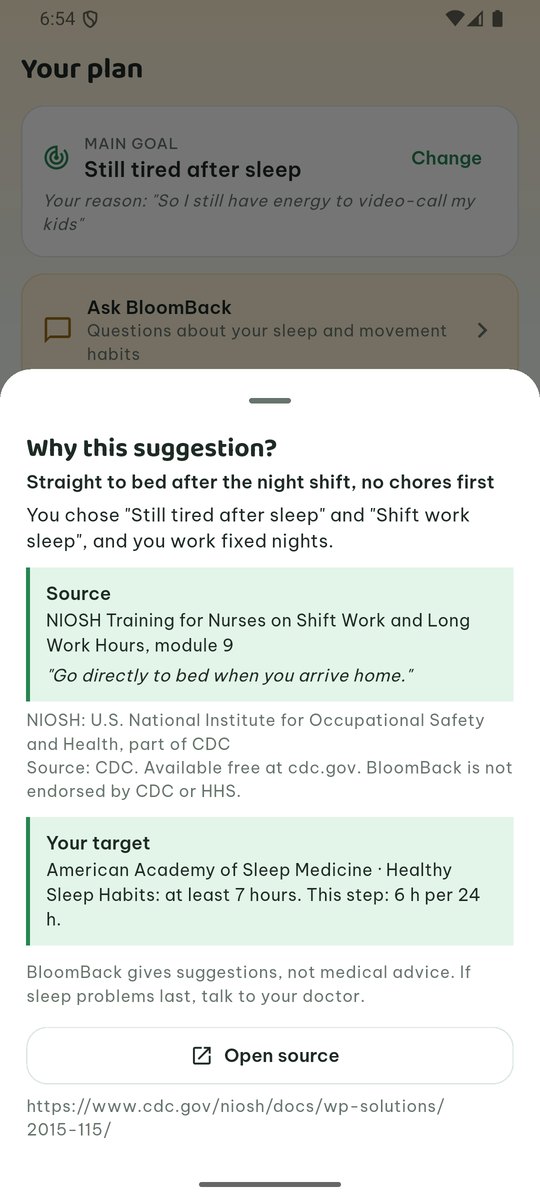 6:54
Your plan
MAIN GOAL
Still tired after sleep
Change
Your reason: "So I still have energy to video-call my
kids"
Ask BloomBack
Questions about your sleep and movement
habits
Why this suggestion?
Straight to bed after the night shift, no chores first
You chose "Still tired after sleep" and "Shift work
sleep", and you work fixed nights.
Source
NIOSH Training for Nurses on Shift Work and Long
Work Hours, module 9
"Go directly to bed when you arrive home."
NIOSH: U.S. National Institute for Occupational Safety
and Health, part of CDC
Source: CDC. Available free at cdc.gov. BloomBack is not
endorsed by CDC or HHS.
Your target
American Academy of Sleep Medicine · Healthy
Sleep Habits: at least 7 hours. This step: 6 h per 24
h.
BloomBack gives suggestions, not medical advice. If
sleep problems last, talk to your doctor.
Open source
https://www.cdc.gov/niosh/docs/wp-solutions/
2015-115/